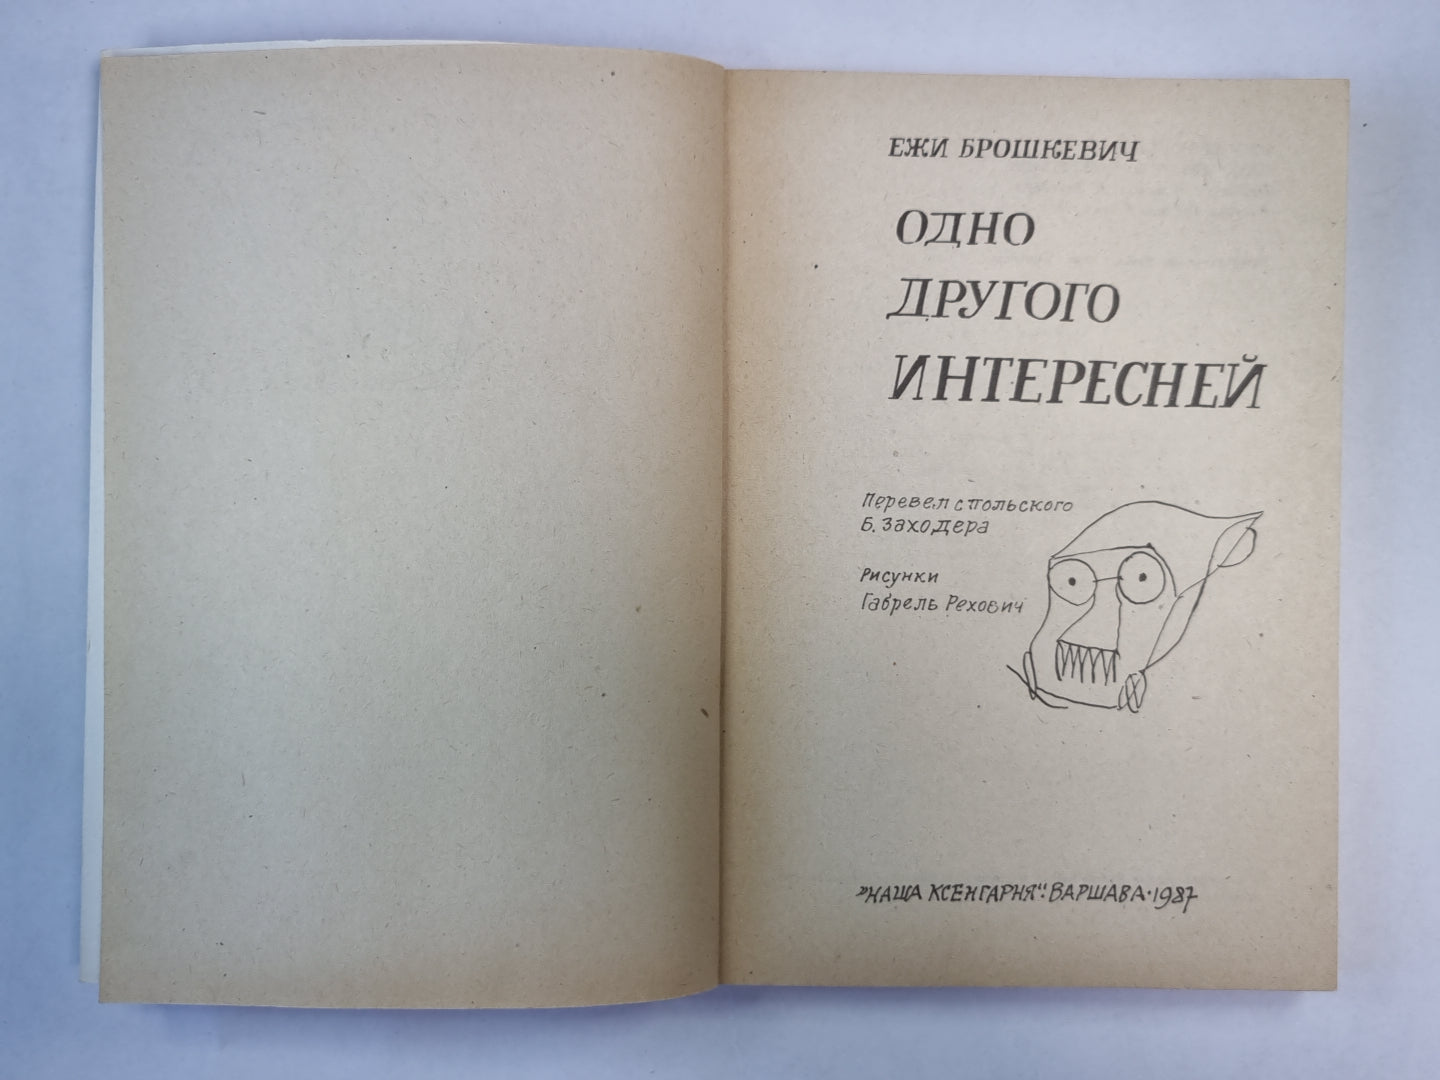 ЕЖИ БРОШКЕВИЧ
ОДНО
ДРУГОГО
ИНТЕРЕСНЕЙ
Перевел с польского
Б. Заходера
Рисунки
Габрель Рехович
„НАША КСЕНГАРНЯ“. ВАРШАВА·1987